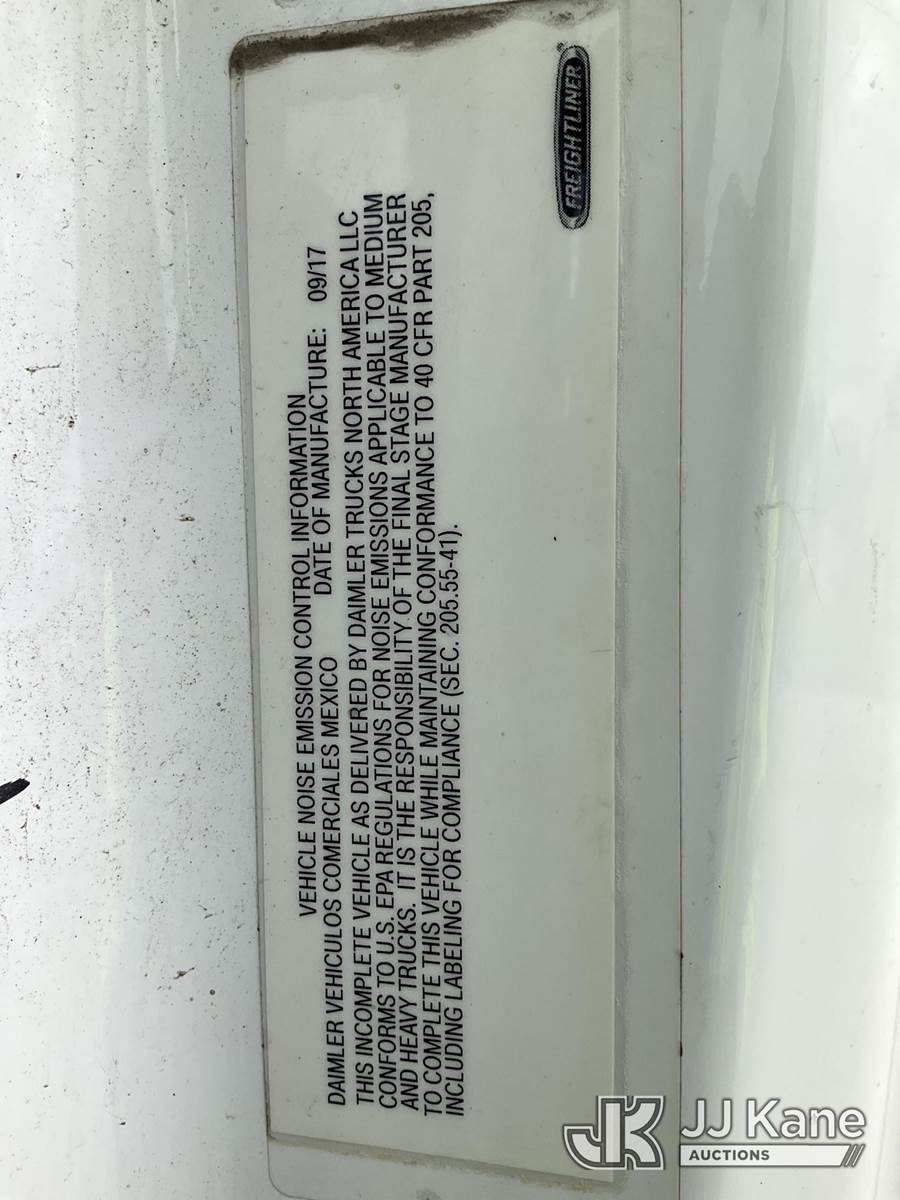 VEHICLE NOISE EMISSION CONTROL INFORMATION
DAIMLER VEHICULOS COMERCIALES MEXICO DATE OF MANUFACTURE: 09/17
THIS INCOMPLETE VEHICLE AS DELIVERED BY DAIMLER TRUCKS NORTH AMERICA LLC
CONFORMS TO U.S. EPA REGULATIONS FOR NOISE EMISSIONS APPLICABLE TO MEDIUM
AND HEAVY TRUCKS. IT IS THE RESPONSIBILITY OF THE FINAL STAGE MANUFACTURER
TO COMPLETE THIS VEHICLE WHILE MAINTAINING CONFORMANCE TO 40 CFR PART 205,
INCLUDING LABELING FOR COMPLIANCE (SEC. 205.55-41).
FREIGHTLINER®
JK JJ Kane
AUCTIONS